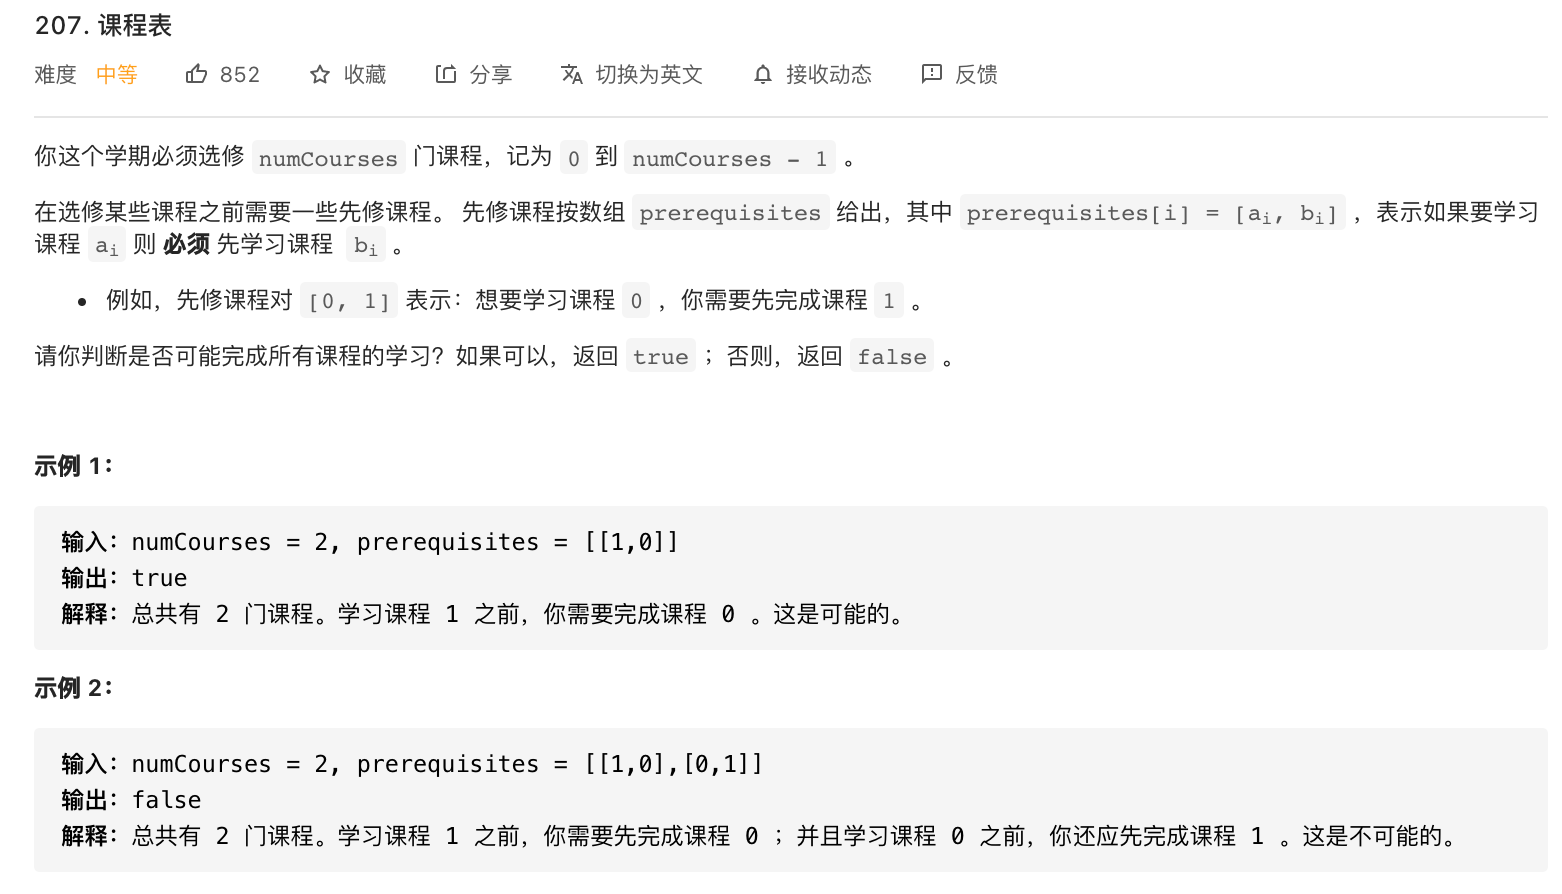 207. 课程表
难度 中等 852 收藏 分享 切换为英文 接收动态 反馈
你这个学期必须选修 numCourses 门课程，记为 0 到 numCourses - 1 。
在选修某些课程之前需要一些先修课程。 先修课程按数组 prerequisites 给出，其中 prerequisites[i] = [ai, bi] ，表示如果要学习
课程 ai 则 必须 先学习课程 bi 。
• 例如，先修课程对 [0, 1] 表示：想要学习课程 0 ，你需要先完成课程 1 。
请你判断是否可能完成所有课程的学习？如果可以，返回 true ；否则，返回 false 。
示例 1：
输入：numCourses = 2, prerequisites = [[1,0]]
输出：true
解释：总共有 2 门课程。学习课程 1 之前，你需要完成课程 0 。这是可能的。
示例 2：
输入：numCourses = 2, prerequisites = [[1,0],[0,1]]
输出：false
解释：总共有 2 门课程。学习课程 1 之前，你需要先完成课程 0 ；并且学习课程 0 之前，你还应先完成课程 1 。这是不可能的。